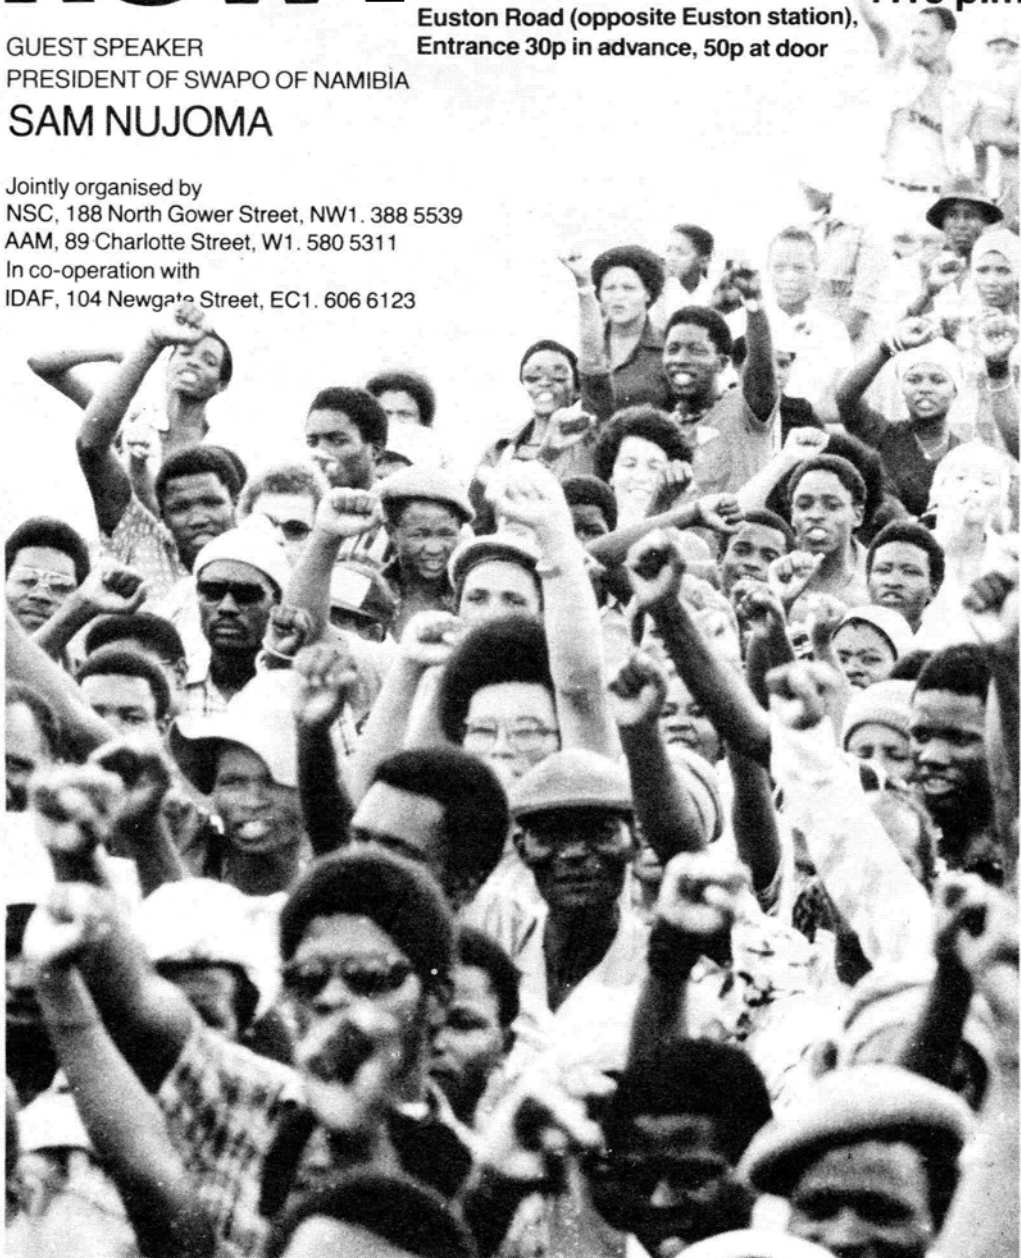 Euston Road (opposite Euston station),
Entrance 30p in advance, 50p at door
GUEST SPEAKER
PRESIDENT OF SWAPO OF NAMIBIA
SAM NUJOMA
Jointly organised by
NSC, 188 North Gower Street, NW1. 388 5539
AAM, 89 Charlotte Street, W1. 580 5311
In co-operation with
IDAF, 104 Newgate Street, EC1. 606 6123